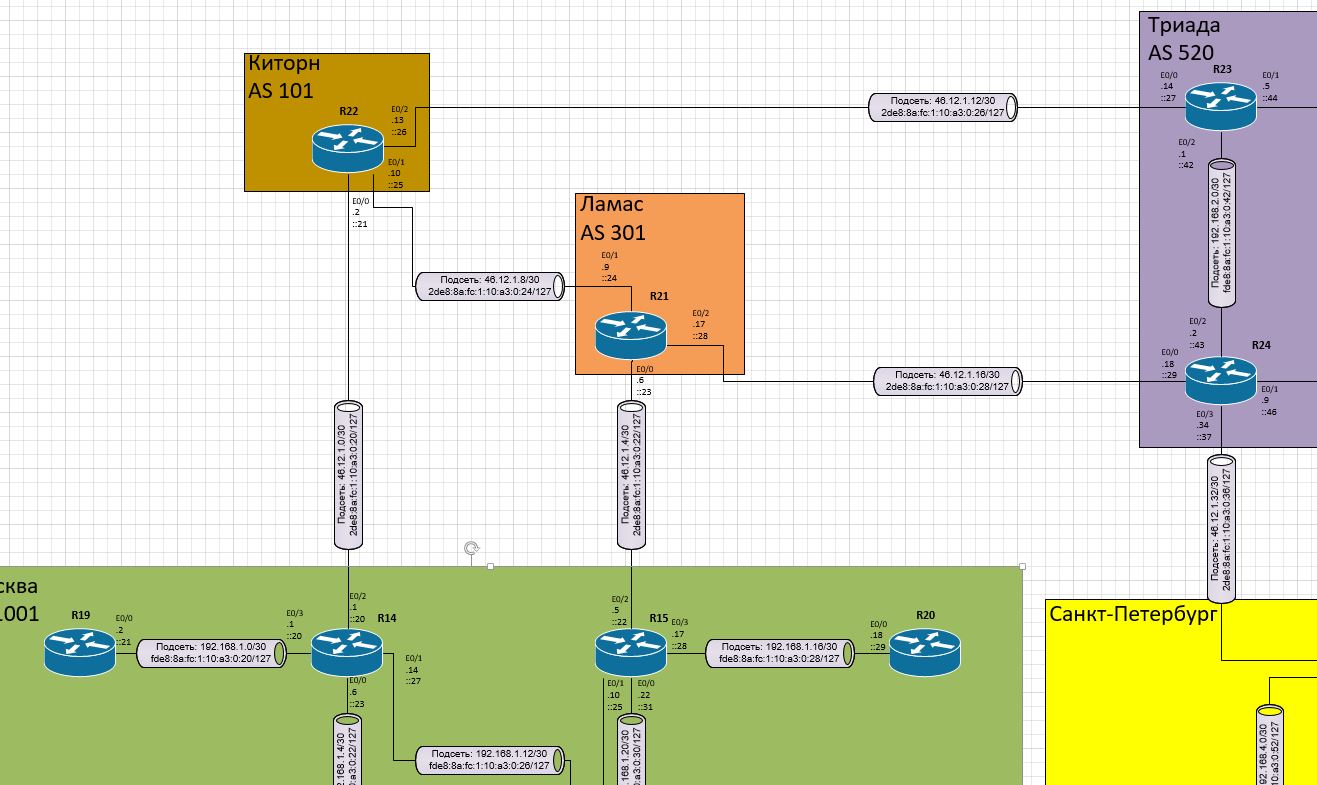 Триада
AS 520
R23
E0/0
.14
::27
E0/1
.5
::44
E0/2
.1
::42
Киторн
AS 101
R22
E0/2
.13
::26
E0/1
.10
::25
E0/0
.2
::21
Подсеть: 46.12.1.12/30
2de8:8a:fc:1:10:a3:0:26/127
Подсеть: 192.168.2.0/30
fde8:8a:fc:1:10:a3:0:42/127
Ламас
AS 301
E0/1
.9
::24
R21
E0/2
.17
::28
E0/0
.6
::23
Подсеть: 46.12.1.8/30
2de8:8a:fc:1:10:a3:0:24/127
Подсеть: 46.12.1.16/30
2de8:8a:fc:1:10:a3:0:28/127
E0/2
.2
::43
R24
E0/0
.18
::29
E0/1
.9
::46
E0/3
.34
::37
Подсеть: 46.12.1.0/30
2de8:8a:fc:1:10:a3:0:20/127
Подсеть: 46.12.1.4/30
2de8:8a:fc:1:10:a3:0:22/127
Подсеть: 46.12.1.32/30
2de8:8a:fc:1:10:a3:0:36/127
сква
1001
R19
E0/0
.2
::21
Подсеть: 192.168.1.0/30
fde8:8a:fc:1:10:a3:0:20/127
E0/3
.1
::20
E0/2
.1
::20
R14
E0/1
.14
::27
E0/0
.6
::23
2.168.1.4/30
0:a3:0:22/127
Подсеть: 192.168.1.12/30
fde8:8a:fc:1:10:a3:0:26/127
E0/2
.5
::22
R15
E0/3
.17
::28
E0/1
.10
::25
E0/0
.22
::31
Подсеть: 192.168.1.16/30
fde8:8a:fc:1:10:a3:0:28/127
E0/0
.18
::29
R20
.168.1.20/30
:a3:0:30/127
Санкт-Петербург
92.168.4.0/30
10:a3:0:52/127